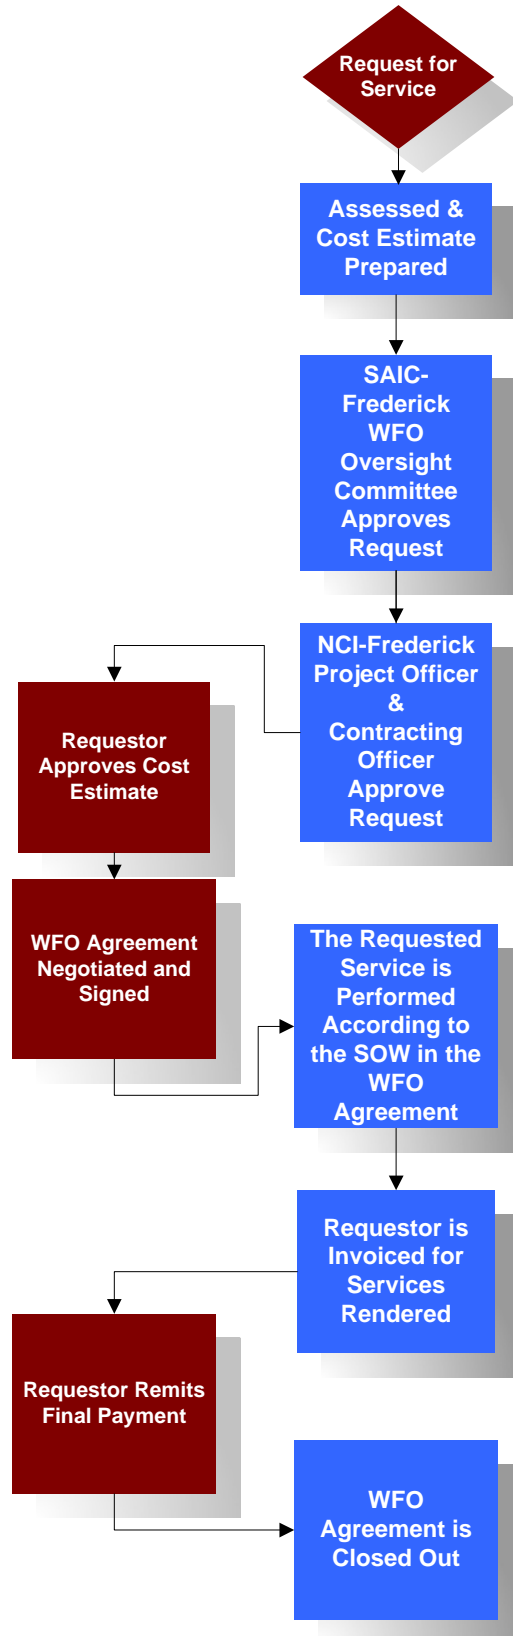 Request for
Service
Assessed &
Cost Estimate
Prepared
SAIC-
Frederick
WFO
Oversight
Committee
Approves
Request
NCI-Frederick
Project Officer
&
Contracting
Officer
Approve
Request
Requestor
Approves Cost
Estimate
WFO Agreement
Negotiated and
Signed
The Requested
Service is
Performed
According to
the SOW in the
WFO
Agreement
Requestor is
Invoiced for
Services
Rendered
Requestor Remits
Final Payment
WFO
Agreement is
Closed Out